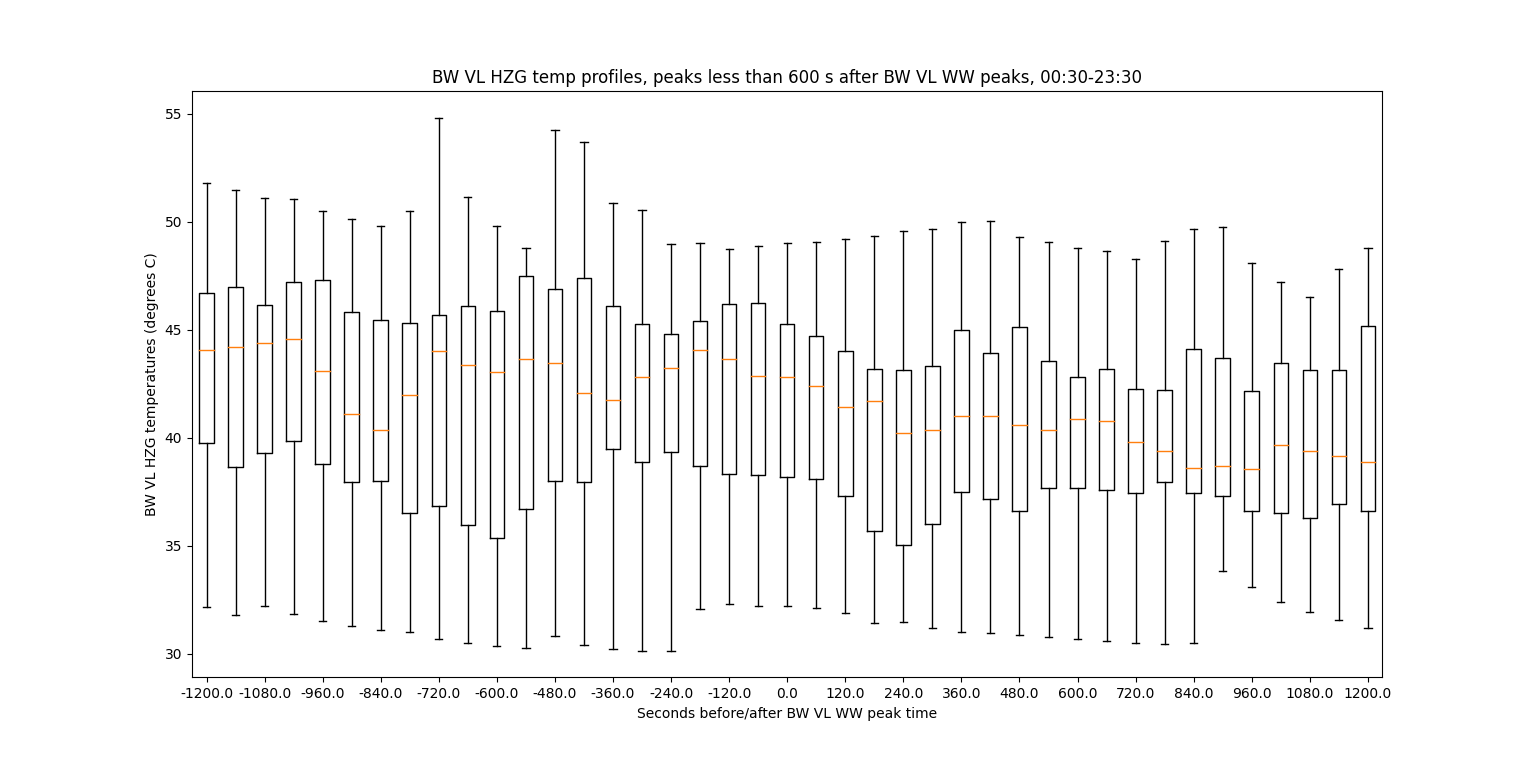 BW VL HZG temp profiles, peaks less than 600 s after BW VL WW peaks, 00:30-23:30
55
50
45
40
35
30
BW VL HZG temperatures (degrees C)
-1200.0 -1080.0 -960.0 -840.0 -720.0 -600.0 -480.0 -360.0 -240.0 -120.0 0.0 120.0 240.0 360.0 480.0 600.0 720.0 840.0 960.0 1080.0 1200.0
Seconds before/after BW VL WW peak time